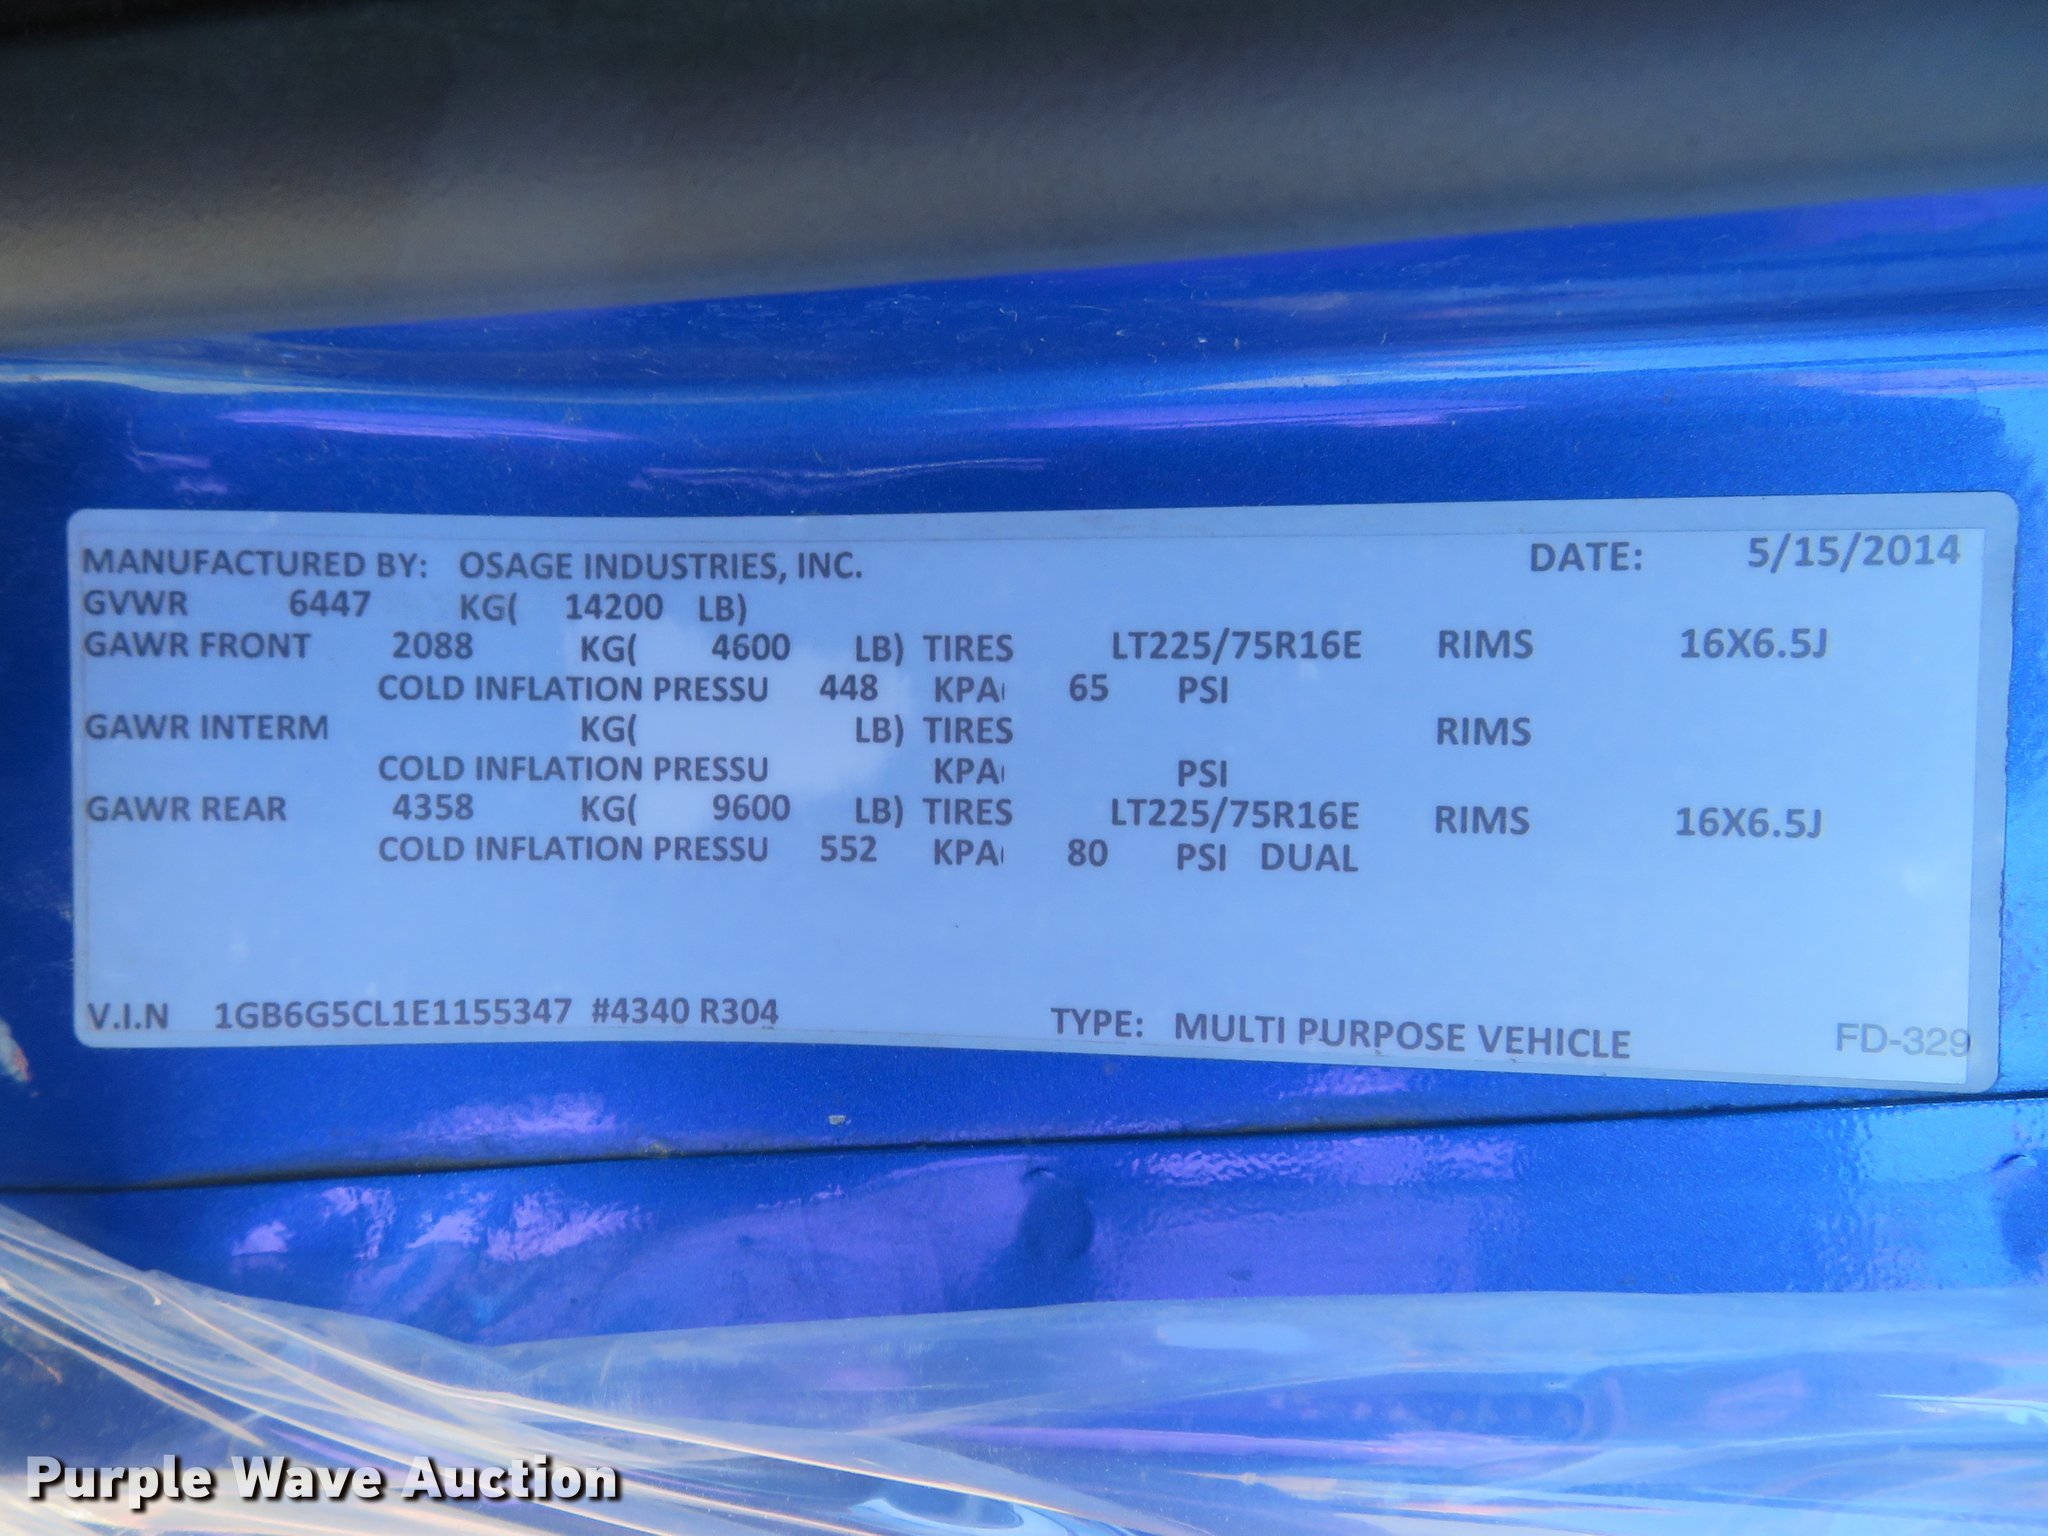 MANUFACTURED BY: OSAGE INDUSTRIES, INC. DATE: 5/15/2014
GVWR 6447 KG( 14200 LB)
GAWR FRONT 2088 KG( 4600 LB) TIRES LT225/75R16E RIMS 16X6.5J
COLD INFLATION PRESSU 448 KPA( 65 PSI
GAWR INTERM KG( LB) TIRES RIMS
COLD INFLATION PRESSU KPA( PSI
GAWR REAR 4358 KG( 9600 LB) TIRES LT225/75R16E RIMS 16X6.5J
COLD INFLATION PRESSU 552 KPA( 80 PSI DUAL
V.I.N 1GB6G5CL1E1155347 #4340 R304 TYPE: MULTI PURPOSE VEHICLE FD-329
Purple Wave Auction